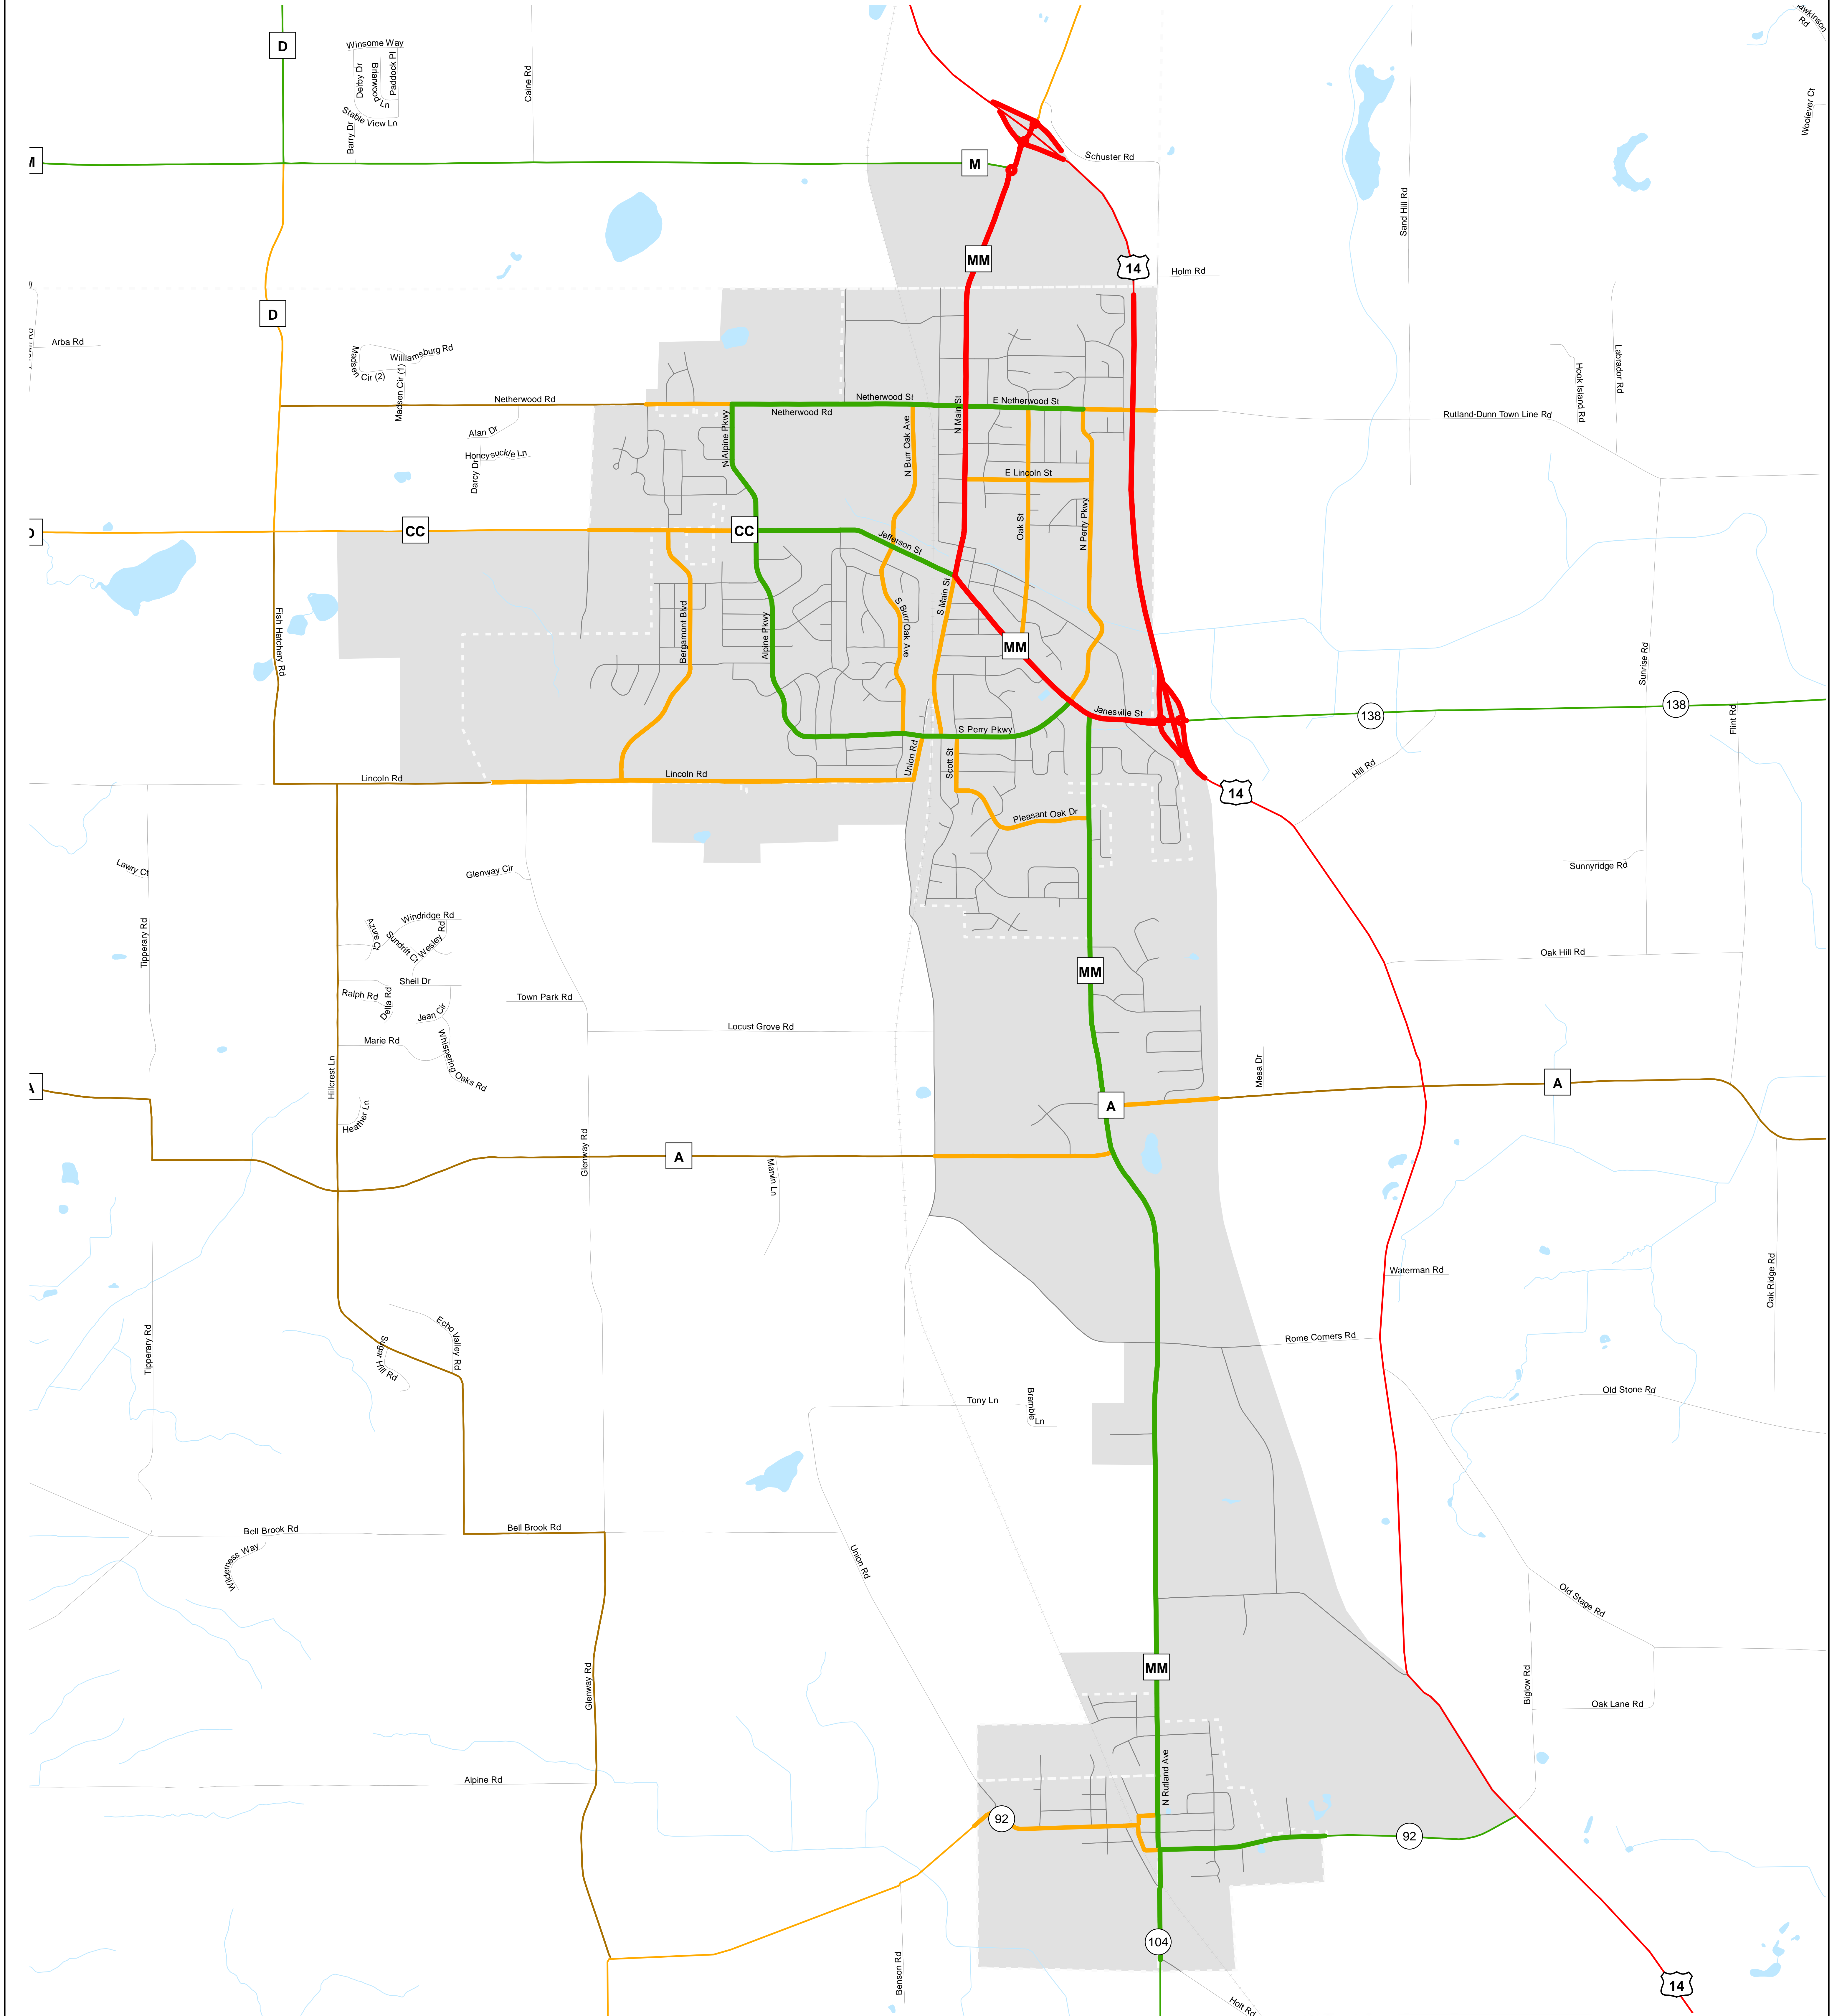 D
Winsome Way
Derby Dr
Briarwood Ln
Paddock Pl
Stable View Ln
Barry Dr
Caine Rd
Woolever Ct
M
Schuster Rd
Sand Hill Rd
MM
14
Holm Rd
D
Arba Rd
Madsen Cir (2)
Williamsburg Rd
Madsen Cir (1)
Labrador Rd
Hook Island Rd
Netherwood Rd
Netherwood St
Netherwood Rd
E Netherwood St
Rutland-Dunn Town Line Rd
N Main St
N Alpine Pkwy
N Burr Oak Ave
Alan Dr
Honeysuckle Ln
Darcy Dr
E Lincoln St
Oak St
N Perry Pkwy
CC
CC
Jefferson St
S Main St
S Burr Oak Ave
Fish Hatchery Rd
Bergamont Blvd
Alpine Pkwy
MM
Sunrise Rd
Janesville St
138
138
Flint Rd
S Perry Pkwy
Union Rd
Scott St
Hill Rd
Lincoln Rd
Lincoln Rd
14
Pleasant Oak Dr
Lawry Ct
Glenway Cir
Sunnyridge Rd
Tipperary Rd
Windridge Rd
Azure Ct
Sundrift Ct
Wesley Rd
Oak Hill Rd
MM
Sheil Dr
Ralph Rd
Della Rd
Jean Cir
Town Park Rd
Locust Grove Rd
Marie Rd
Whispering Oaks Rd
Hillcrest Ln
Mesa Dr
A
A
A
Heather Ln
Glenway Rd
A
Marvin Ln
Waterman Rd
Oak Ridge Rd
Echo Valley Rd
Sugar Hill Rd
Tipperary Rd
Rome Corners Rd
Tony Ln
Bramble Ln
Old Stone Rd
Bell Brook Rd
Bell Brook Rd
Wilderness Way
Union Rd
Old Stage Rd
MM
Glenway Rd
Biglow Rd
Oak Lane Rd
Alpine Rd
N Rutland Ave
92
92
104
Benson Rd
Holt Rd
14